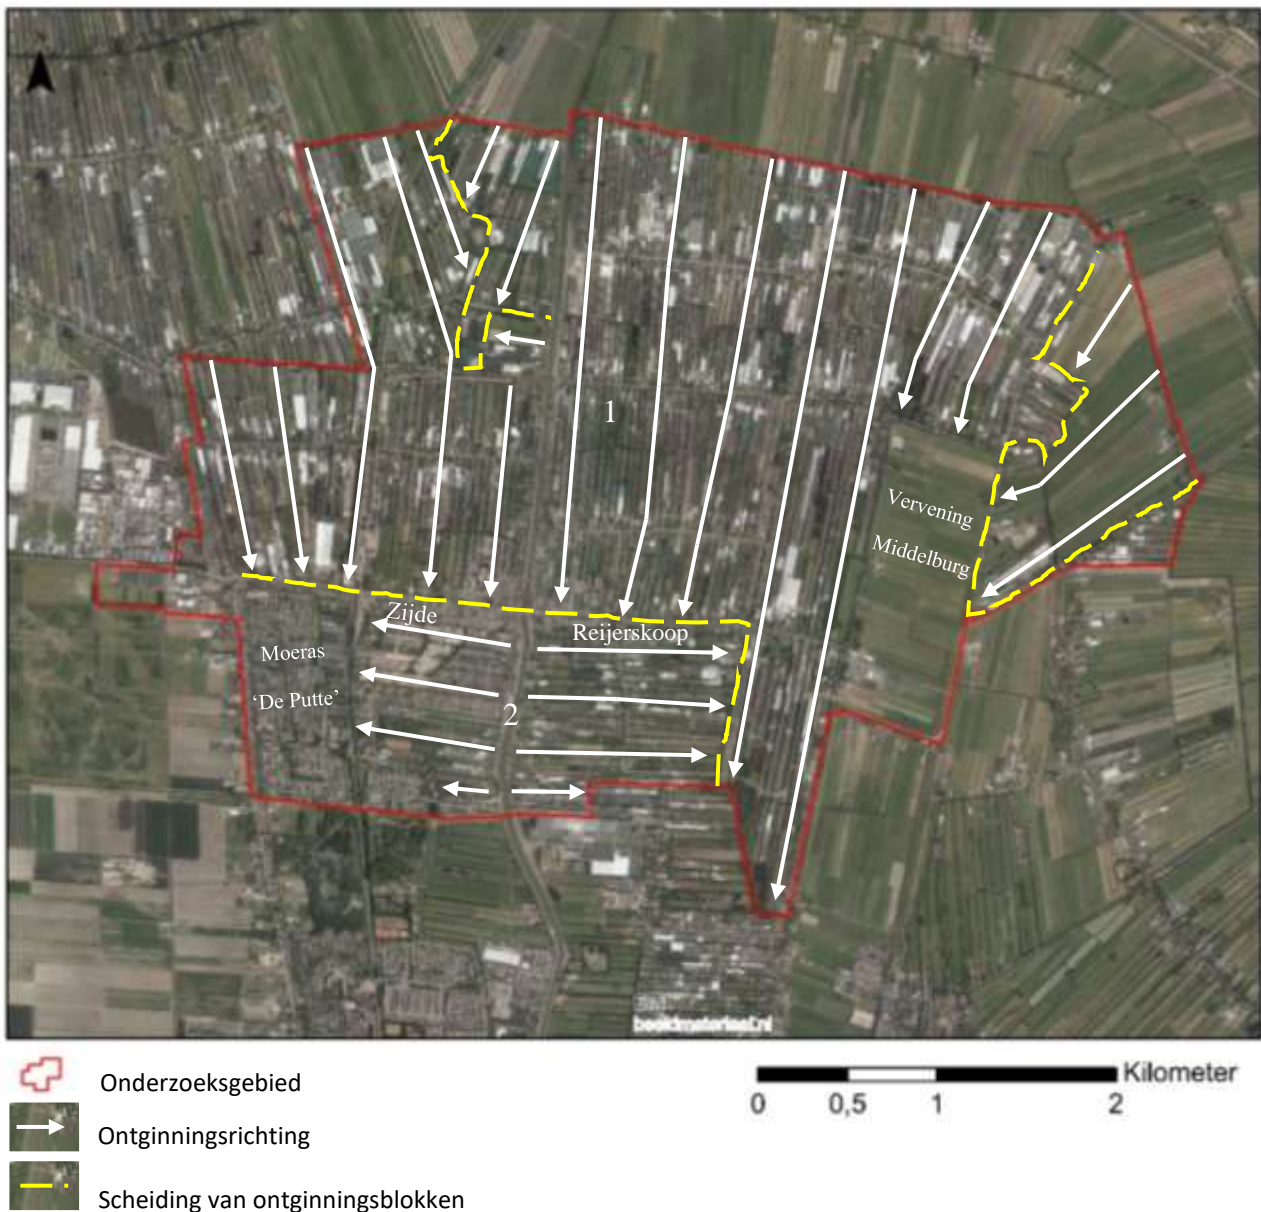 1
Vervening
Middelburg
Zijde
Reijerskoop
Moeras
'De Putte'
2
beeldmateriaal.nl
Onderzoeksgebied
Ontginningsrichting
Scheiding van ontginningsblokken
Kilometer
0 0,5 1 2